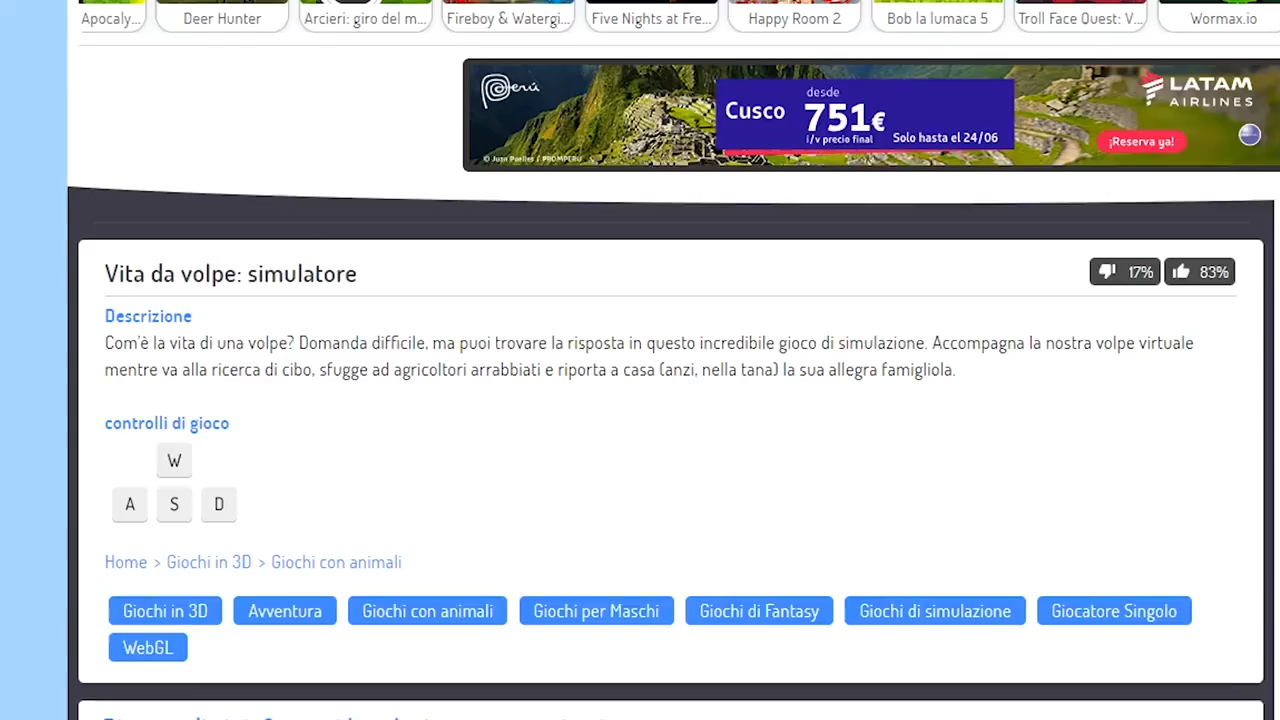 Apocaly...
Deer Hunter
Arcieri: giro del m...
Fireboy & Watergi...
Five Nights at Fre...
Happy Room 2
Bob la lumaca 5
Troll Face Quest: V...
Wormax.io
Perú
Cusco
desde
751€
i/v precio final
Solo hasta el 24/06
LATAM
AIRLINES
¡Reserva ya!
Vita da volpe: simulatore
17%
83%
Descrizione
Com'è la vita di una volpe? Domanda difficile, ma puoi trovare la risposta in questo incredibile gioco di simulazione. Accompagna la nostra volpe virtuale
mentre va alla ricerca di cibo, sfugge ad agricoltori arrabbiati e riporta a casa (anzi, nella tana) la sua allegra famigliola.
controlli di gioco
W
A S D
Home > Giochi in 3D > Giochi con animali
Giochi in 3D Avventura Giochi con animali Giochi per Maschi Giochi di Fantasy Giochi di simulazione Giocatore Singolo
WebGL